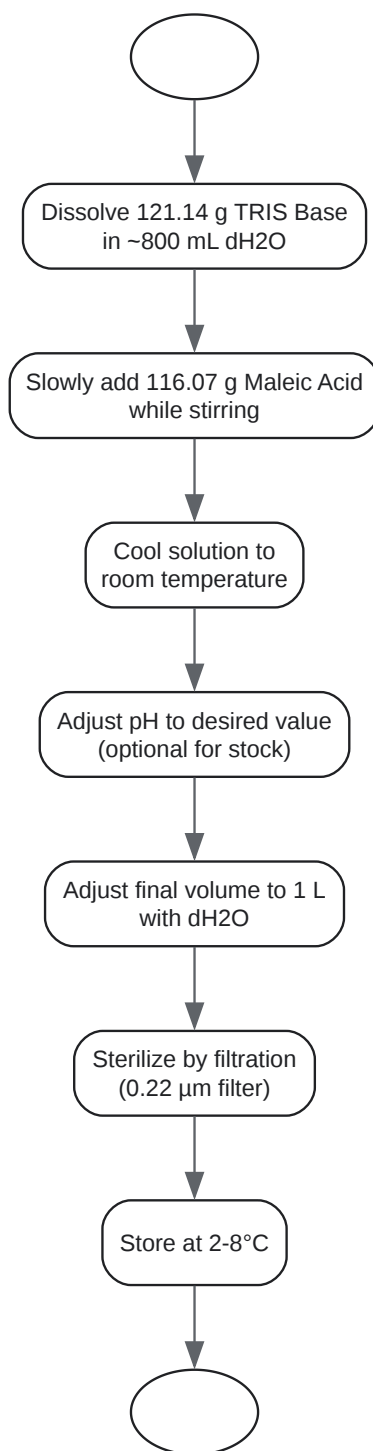 Dissolve 121.14 g TRIS Base
in ~800 mL dH2O
Slowly add 116.07 g Maleic Acid
while stirring
Cool solution to
room temperature
Adjust pH to desired value
(optional for stock)
Adjust final volume to 1 L
with dH2O
Sterilize by filtration
(0.22 µm filter)
Store at 2-8°C